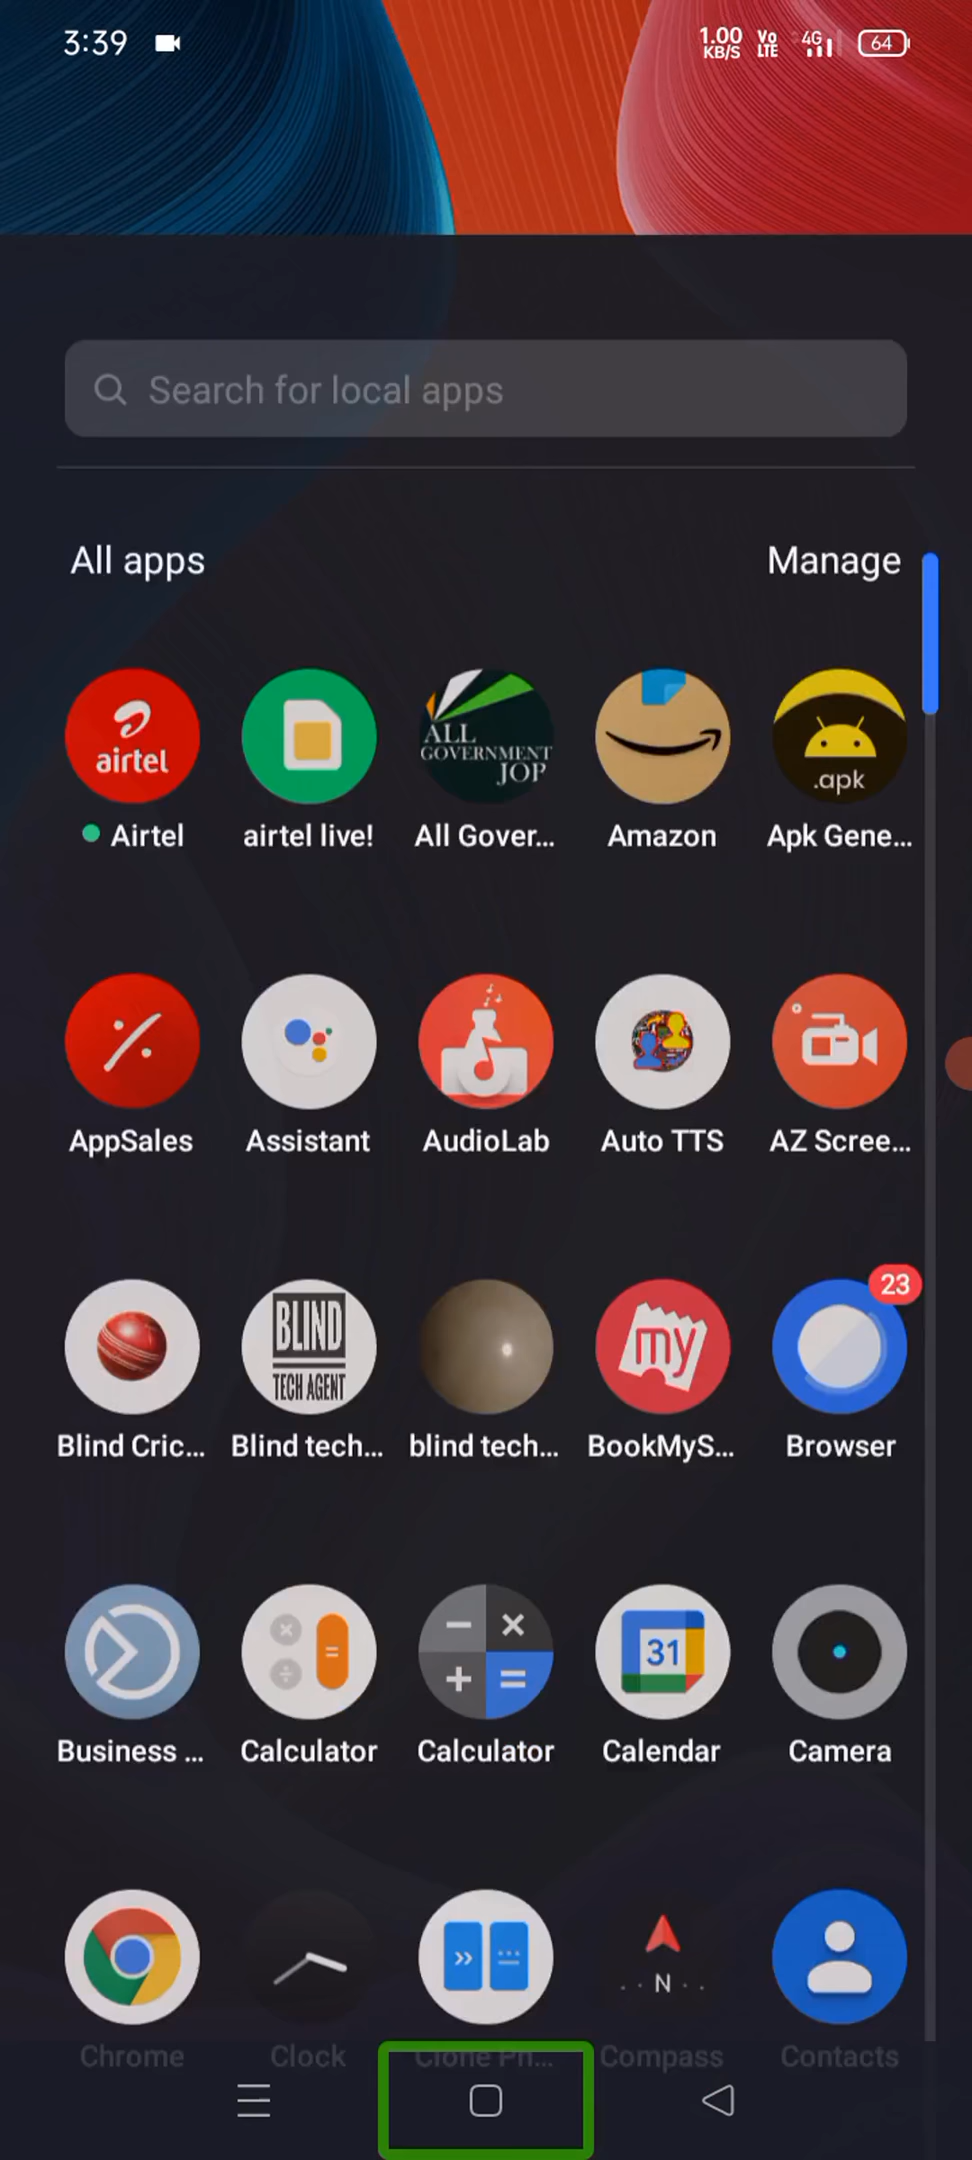 3:39
1.00 KB/S Vo LTE 4G 64
Search for local apps
All apps
Manage
airtel
ALL GOVERNMENT JOP
.apk
Airtel
airtel live!
All Gover...
Amazon
Apk Gene...
AppSales
Assistant
AudioLab
Auto TTS
AZ Scree...
BLIND TECH AGENT
my
23
Blind Cric...
Blind tech...
blind tech...
BookMyS...
Browser
31
Business ...
Calculator
Calculator
Calendar
Camera
N
Chrome
Clock
Clone Ph...
Compass
Contacts